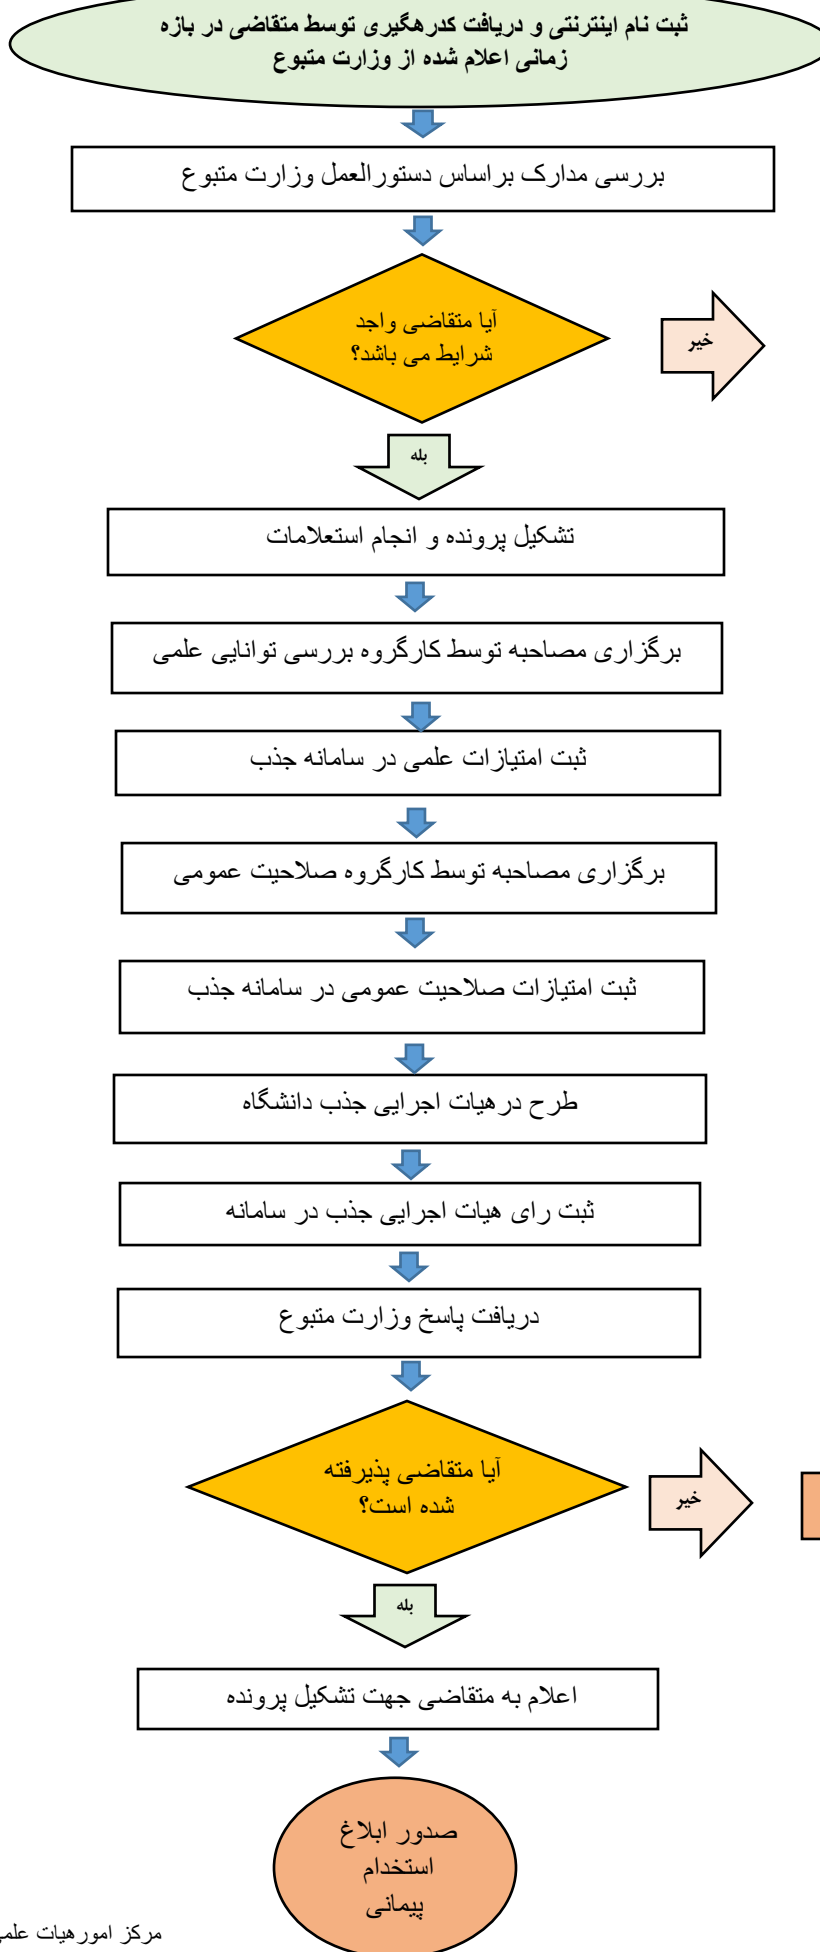 ثبت نام اینترنتی و دریافت کدرهگیری توسط متقاضی در بازه
زمانی اعلام شده از وزارت متبوع
بررسی مدارک براساس دستورالعمل وزارت متبوع
آیا متقاضی واجد
شرایط می باشد؟
خیر
بله
تشکیل پرونده و انجام استعلامات
برگزاری مصاحبه توسط کارگروه بررسی توانایی علمی
ثبت امتیازات علمی در سامانه جذب
برگزاری مصاحبه توسط کارگروه صلاحیت عمومی
ثبت امتیازات صلاحیت عمومی در سامانه جذب
طرح درهیات اجرایی جذب دانشگاه
ثبت رای هیات اجرایی جذب در سامانه
دریافت پاسخ وزارت متبوع
آیا متقاضی پذیرفته
شده است؟
خیر
بله
اعلام به متقاضی جهت تشکیل پرونده
صدور ابلاغ
استخدام
پیمانی
مرکز امورهیات علمی